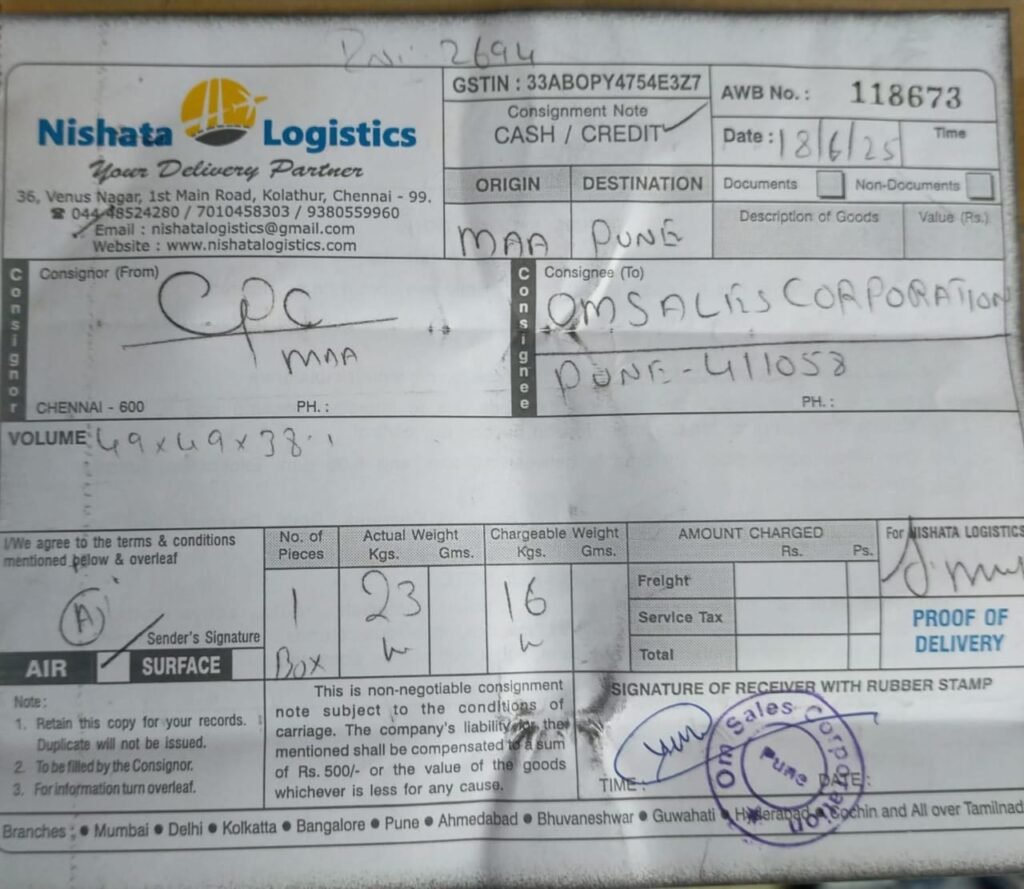 2694
Nishata Logistics
Your Delivery Partner
36, Venus Nagar, 1st Main Road, Kolathur, Chennai - 99.
☎ 044-48524280 / 7010458303 / 9380559960
Email : nishatalogistics@gmail.com
Website : www.nishatalogistics.com
GSTIN : 33ABOPY4754E3Z7
Consignment Note
CASH / CREDIT
AWB No. : 118673
Date : 18/6/25 Time
ORIGIN DESTINATION
MAA PUNE
Documents Non-Documents
Description of Goods Value (Rs.)
Consignor
Consignor (From)
CPC
MAA
CHENNAI - 600 PH. :
Consignee
Consignee (To)
OMSALES CORPORATION
PUNE - 411058
PH. :
VOLUME 49x49x38
I/We agree to the terms & conditions
mentioned below & overleaf
A
Sender's Signature
AIR SURFACE
No. of
Pieces
1
Box
Actual Weight
Kgs. Gms.
23
Chargeable Weight
Kgs. Gms.
16
AMOUNT CHARGED
Rs. Ps.
Freight
Service Tax
Total
For NISHATA LOGISTICS
PROOF OF
DELIVERY
Note :
1. Retain this copy for your records.
Duplicate will not be issued.
2. To be filled by the Consignor.
3. For information turn overleaf.
This is non-negotiable consignment
note subject to the conditions of
carriage. The company's liability for the
mentioned shall be compensated to a sum
of Rs. 500/- or the value of the goods
whichever is less for any cause.
SIGNATURE OF RECEIVER WITH RUBBER STAMP
Om Sales Corporation
Pune
TIME : DATE :
Branches : ● Mumbai ● Delhi ● Kolkatta ● Bangalore ● Pune ● Ahmedabad ● Bhuvaneshwar ● Guwahati ● Hyderabad ● Cochin and All over Tamilnad